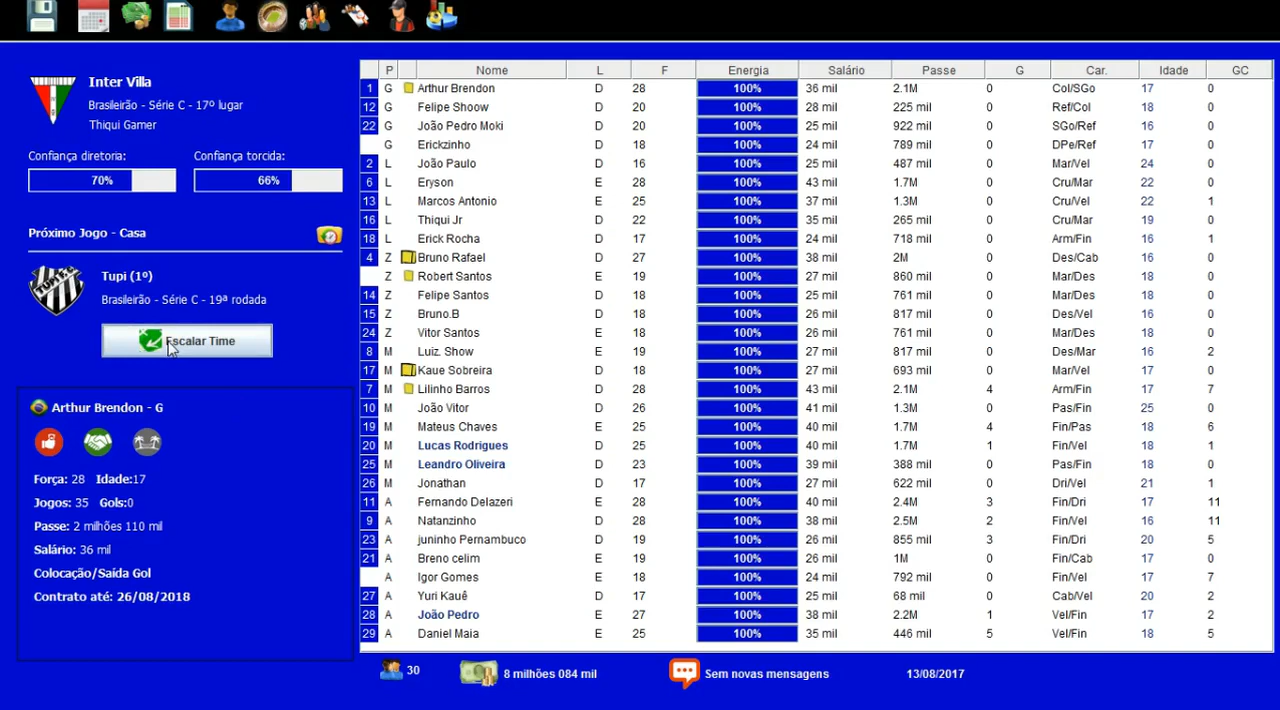 Inter Villa
Brasileirão - Série C - 17º lugar
Thiqui Gamer
Confiança diretoria: Confiança torcida:
70% 66%
Próximo Jogo - Casa
TUPI
Tupi (1º)
Brasileirão - Série C - 19ª rodada
Escalar Time
Arthur Brendon - G
Força: 28 Idade:17
Jogos: 35 Gols:0
Passe: 2 milhões 110 mil
Salário: 36 mil
Colocação/Saída Gol
Contrato até: 26/08/2018
P Nome L F Energia Salário Passe G Car. Idade GC
1 G Arthur Brendon D 28 100% 36 mil 2.1M 0 Col/SGo 17 0
12 G Felipe Shoow D 20 100% 28 mil 225 mil 0 Ref/Col 18 0
22 G João Pedro Moki D 20 100% 25 mil 922 mil 0 SGo/Ref 16 0
G Erickzinho D 18 100% 24 mil 789 mil 0 DPe/Ref 17 0
2 L João Paulo D 16 100% 25 mil 487 mil 0 Mar/Vel 24 0
6 L Eryson E 28 100% 43 mil 1.7M 0 Cru/Mar 22 0
13 L Marcos Antonio E 25 100% 37 mil 1.3M 0 Cru/Vel 22 1
16 L Thiqui Jr D 22 100% 35 mil 265 mil 0 Cru/Mar 19 0
18 L Erick Rocha D 17 100% 24 mil 718 mil 0 Arm/Fin 16 1
4 Z Bruno Rafael D 27 100% 38 mil 2M 0 Des/Cab 16 0
Z Robert Santos E 19 100% 27 mil 860 mil 0 Mar/Des 18 0
14 Z Felipe Santos D 18 100% 25 mil 761 mil 0 Mar/Des 18 0
15 Z Bruno.B D 18 100% 26 mil 817 mil 0 Des/Vel 16 0
24 Z Vitor Santos E 18 100% 26 mil 761 mil 0 Mar/Des 18 0
8 M Luiz. Show E 19 100% 27 mil 817 mil 0 Des/Mar 16 2
17 M Kaue Sobreira D 18 100% 27 mil 693 mil 0 Mar/Vel 17 0
7 M Lilinho Barros D 28 100% 43 mil 2.1M 4 Arm/Fin 17 7
10 M João Vitor D 26 100% 41 mil 1.3M 0 Pas/Fin 25 0
19 M Mateus Chaves E 25 100% 40 mil 1.7M 4 Fin/Pas 18 6
20 M Lucas Rodrigues D 25 100% 40 mil 1.7M 1 Fin/Vel 18 1
25 M Leandro Oliveira D 23 100% 39 mil 388 mil 0 Pas/Fin 18 0
26 M Jonathan D 17 100% 27 mil 622 mil 0 Dri/Vel 21 1
11 A Fernando Delazeri E 28 100% 40 mil 2.4M 3 Fin/Dri 17 11
9 A Natanzinho D 28 100% 38 mil 2.5M 2 Fin/Vel 16 11
23 A juninho Pernambuco D 19 100% 26 mil 855 mil 3 Fin/Dri 20 5
21 A Breno celim E 19 100% 26 mil 1M 0 Fin/Cab 17 0
A Igor Gomes E 18 100% 24 mil 792 mil 0 Fin/Vel 17 7
27 A Yuri Kauê D 17 100% 25 mil 68 mil 0 Cab/Vel 20 2
28 A João Pedro E 27 100% 38 mil 2.2M 1 Vel/Fin 17 2
29 A Daniel Maia E 25 100% 35 mil 446 mil 5 Vel/Fin 18 5
30 8 milhões 084 mil Sem novas mensagens 13/08/2017